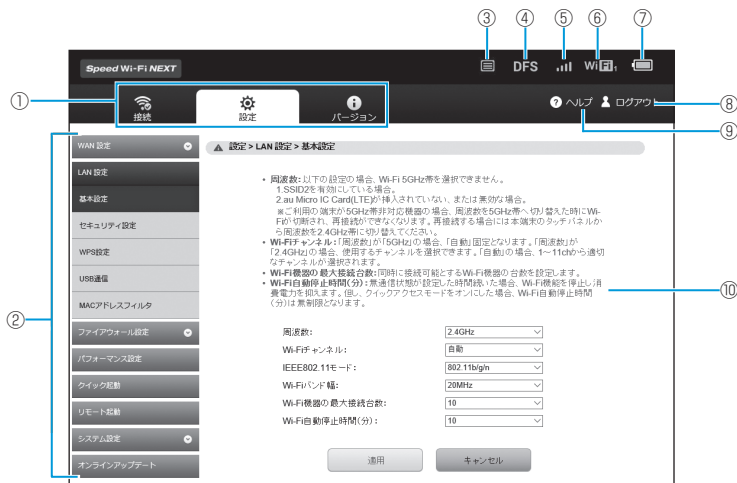 ③ ④ ⑤ ⑥ ⑦
Speed Wi-Fi NEXT
DFS
WiFi 1
①
接続
設定
バージョン
? ヘルプ
ログアウト
⑧
⑨
②
WAN 設定
LAN 設定
基本設定
セキュリティ設定
WPS設定
USB通信
MACアドレスフィルタ
ファイアウォール設定
パフォーマンス設定
クイック起動
リモート起動
システム設定
オンラインアップデート
設定 > LAN 設定 > 基本設定
• 周波数: 以下の設定の場合、Wi-Fi 5GHz帯を選択できません。
1.SSID2を有効にしている場合。
2.au Micro IC Card(LTE)が挿入されていない、または無効な場合。
※ご利用の端末が5GHz帯非対応機器の場合、周波数を5GHz帯へ切り替えた時にWi-
Fiが切断され、再接続ができなくなります。再接続する場合には本端末のタッチパネルか
ら周波数を2.4GHz帯に切り替えてください。
• Wi-Fiチャンネル:「周波数」が「5GHz」の場合、「自動」固定となります。「周波数」が
「2.4GHz」の場合、使用するチャンネルを選択できます。「自動」の場合、1~11chから適切
なチャンネルが選択されます。
• Wi-Fi機器の最大接続台数: 同時に接続可能とするWi-Fi機器の台数を設定します。
• Wi-Fi自動停止時間(分): 無通信状態が設定した時間続いた場合、Wi-Fi機能を停止し消
費電力を抑えます。但し、クイックアクセスモードをオンにした場合、Wi-Fi自動停止時間
(分)は無制限となります。
⑩
周波数: 2.4GHz
Wi-Fiチャンネル: 自動
IEEE802.11モード: 802.11b/g/n
Wi-Fiバンド幅: 20MHz
Wi-Fi機器の最大接続台数: 10
Wi-Fi自動停止時間(分): 10
適用
キャンセル